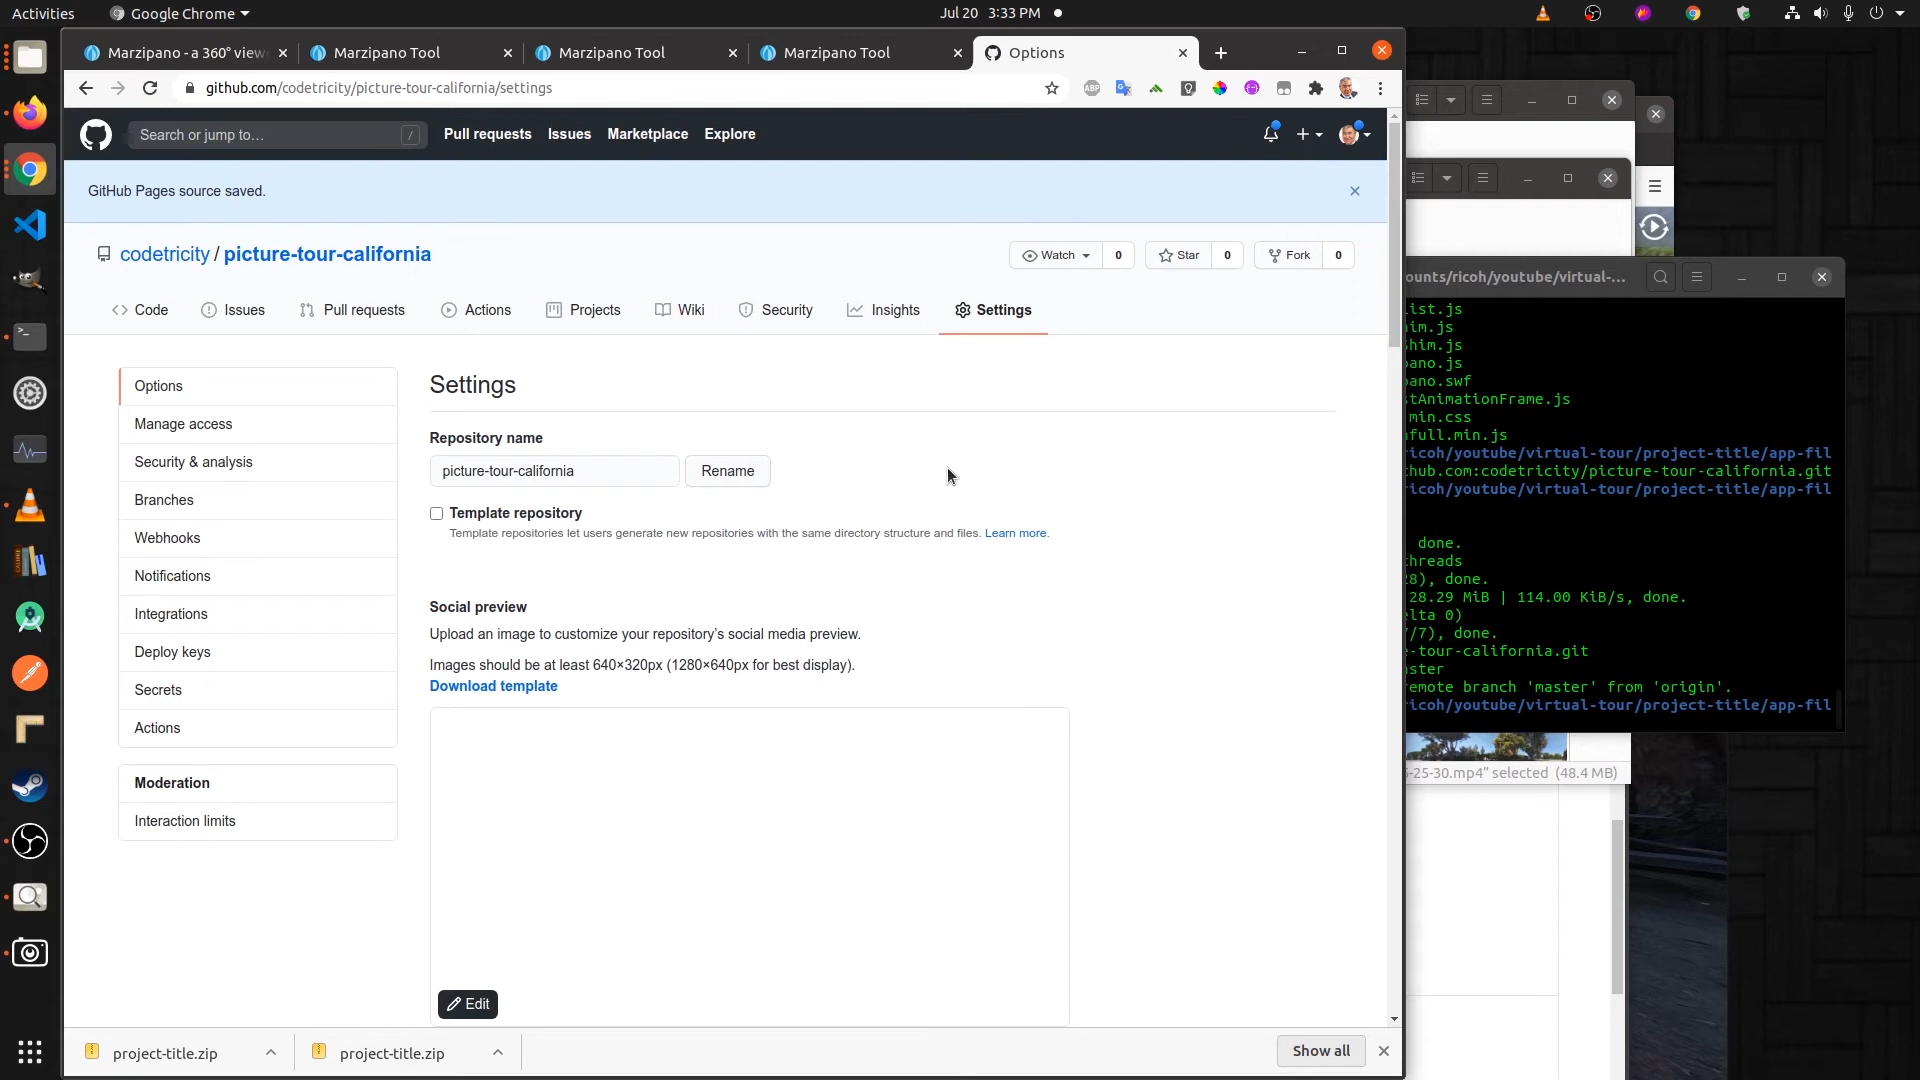 Activities
Google Chrome
Jul 20 3:33 PM
Marzipano - a 360° view
Marzipano Tool
Marzipano Tool
Marzipano Tool
Options
github.com/codetricity/picture-tour-california/settings
Search or jump to…
/
Pull requests
Issues
Marketplace
Explore
GitHub Pages source saved.
codetricity / picture-tour-california
Watch 0
Star 0
Fork 0
Code
Issues
Pull requests
Actions
Projects
Wiki
Security
Insights
Settings
Options
Manage access
Security & analysis
Branches
Webhooks
Notifications
Integrations
Deploy keys
Secrets
Actions
Moderation
Interaction limits
Settings
Repository name
picture-tour-california
Rename
Template repository
Template repositories let users generate new repositories with the same directory structure and files. Learn more.
Social preview
Upload an image to customize your repository’s social media preview.
Images should be at least 640×320px (1280×640px for best display).
Download template
Edit
project-title.zip
project-title.zip
Show all
ounts/ricoh/youtube/virtual-...
ist.js
im.js
him.js
ano.js
ano.swf
tAnimationFrame.js
min.css
full.min.js
icoh/youtube/virtual-tour/project-title/app-fil
hub.com:codetricity/picture-tour-california.git
icoh/youtube/virtual-tour/project-title/app-fil
done.
hreads
8), done.
28.29 MiB | 114.00 KiB/s, done.
lta 0)
/7), done.
-tour-california.git
ster
emote branch 'master' from 'origin'.
icoh/youtube/virtual-tour/project-title/app-fil
-25-30.mp4" selected (48.4 MB)